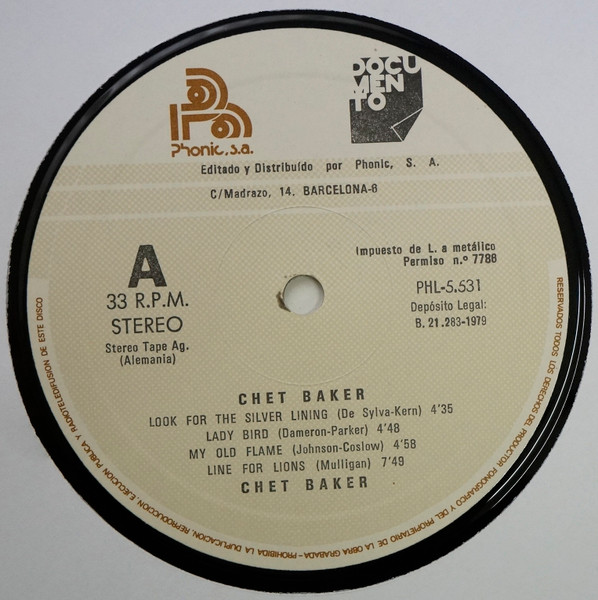 Phonic, s.a.
DOCU
MEN
TO
Editado y Distribuído por Phonic, S. A.
C/Madrazo, 14. BARCELONA-6
A
33 R.P.M.
STEREO
Stereo Tape Ag.
(Alemania)
Impuesto de L. a metálico
Permiso n.º 7788
PHL-5.531
Depósito Legal:
B. 21.283-1979
CHET BAKER
LOOK FOR THE SILVER LINING (De Sylva-Kern) 4'35
LADY BIRD (Dameron-Parker) 4'48
MY OLD FLAME (Johnson-Coslow) 4'58
LINE FOR LIONS (Mulligan) 7'49
CHET BAKER
RESERVADOS TODOS LOS DERECHOS DEL PRODUCTOR FONOGRAFICO Y DEL PROPIETARIO DE LA OBRA GRABADA - PROHIBIDA LA DUPLICACION, REPRODUCCION, EJECUCION PUBLICA Y RADIOTELEDIFUSION DE ESTE DISCO